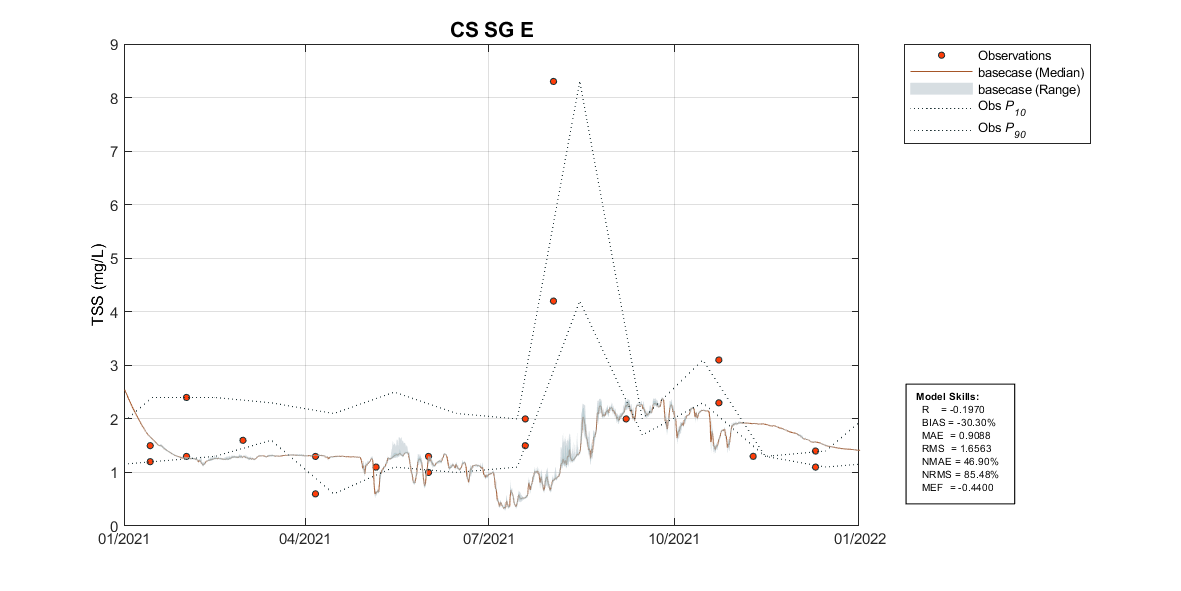 CS SG E
9
8
7
6
5
4
3
2
1
0
TSS (mg/L)
01/2021
04/2021
07/2021
10/2021
01/2022
Observations
basecase (Median)
basecase (Range)
Obs P10
Obs P90
Model Skills:
R = -0.1970
BIAS = -30.30%
MAE = 0.9088
RMS = 1.6563
NMAE = 46.90%
NRMS = 85.48%
MEF = -0.4400